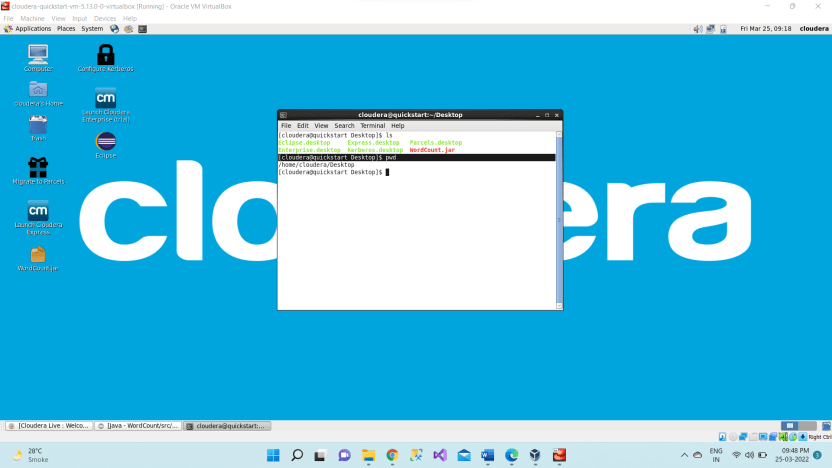 cloudera-quickstart-vm-5.13.0-0-virtualbox [Running] - Oracle VM VirtualBox
File Machine View Input Devices Help
Applications Places System
Fri Mar 25, 09:18 cloudera
Computer
Configure Kerberos
cloudera's Home
Launch Cloudera
Enterprise (trial)
Trash
Eclipse
Migrate to Parcels
cm
cm
Launch Cloudera
Express
WordCount.jar
cloudera
cloudera@quickstart:~/Desktop
File Edit View Search Terminal Help
[cloudera@quickstart Desktop]$ ls
Eclipse.desktop Express.desktop Parcels.desktop
Enterprise.desktop Kerberos.desktop WordCount.jar
[cloudera@quickstart Desktop]$ pwd
/home/cloudera/Desktop
[cloudera@quickstart Desktop]$
[Cloudera Live : Welco...
[Java - WordCount/src/...
cloudera@quickstart:...
Right Ctrl
28°C
Smoke
ENG
IN
09:48 PM
25-03-2022
3